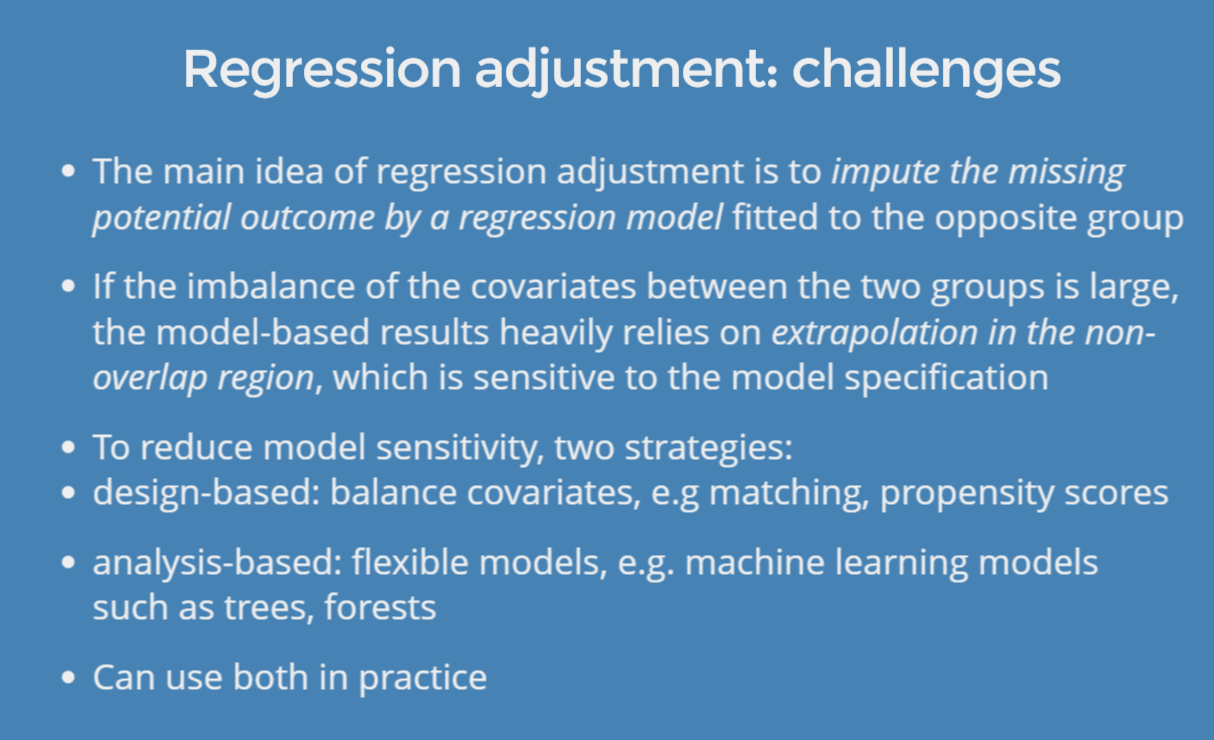 Regression adjustment: challenges
• The main idea of regression adjustment is to impute the missing
potential outcome by a regression model fitted to the opposite group
• If the imbalance of the covariates between the two groups is large,
the model-based results heavily relies on extrapolation in the non-
overlap region, which is sensitive to the model specification
• To reduce model sensitivity, two strategies:
• design-based: balance covariates, e.g matching, propensity scores
• analysis-based: flexible models, e.g. machine learning models
such as trees, forests
• Can use both in practice